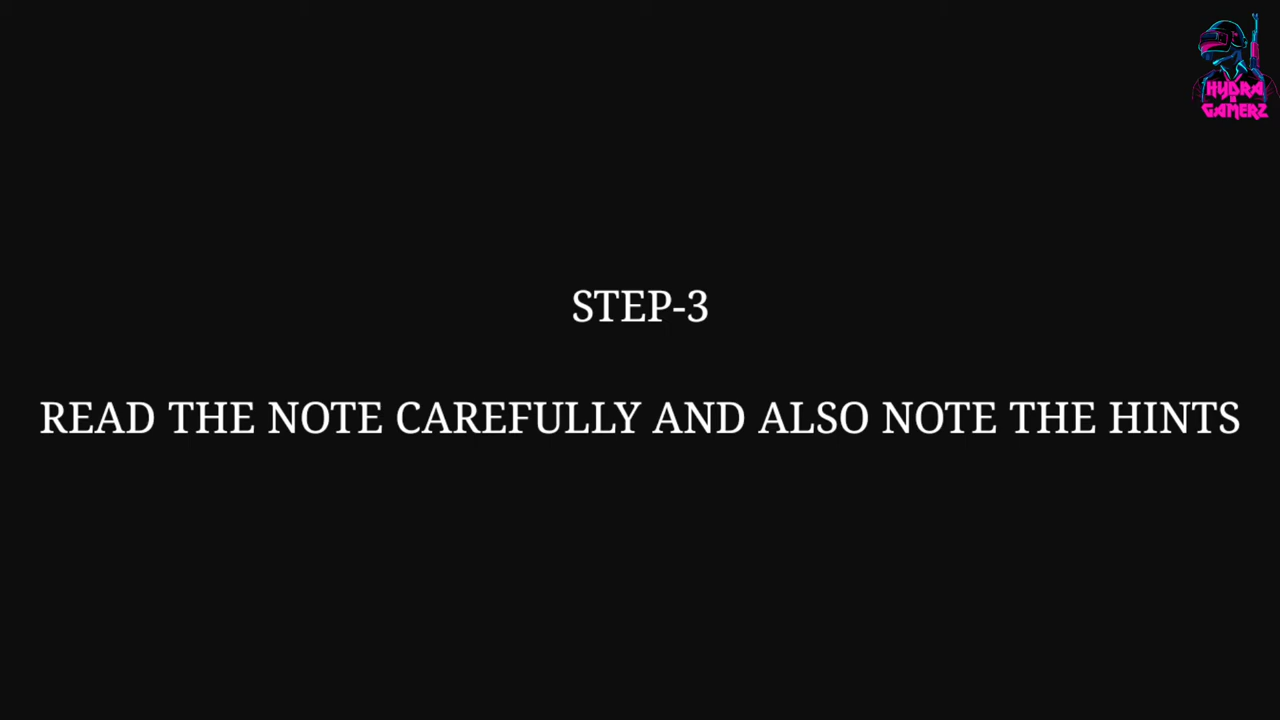 HYDRA
GAMERZ
STEP-3
READ THE NOTE CAREFULLY AND ALSO NOTE THE HINTS